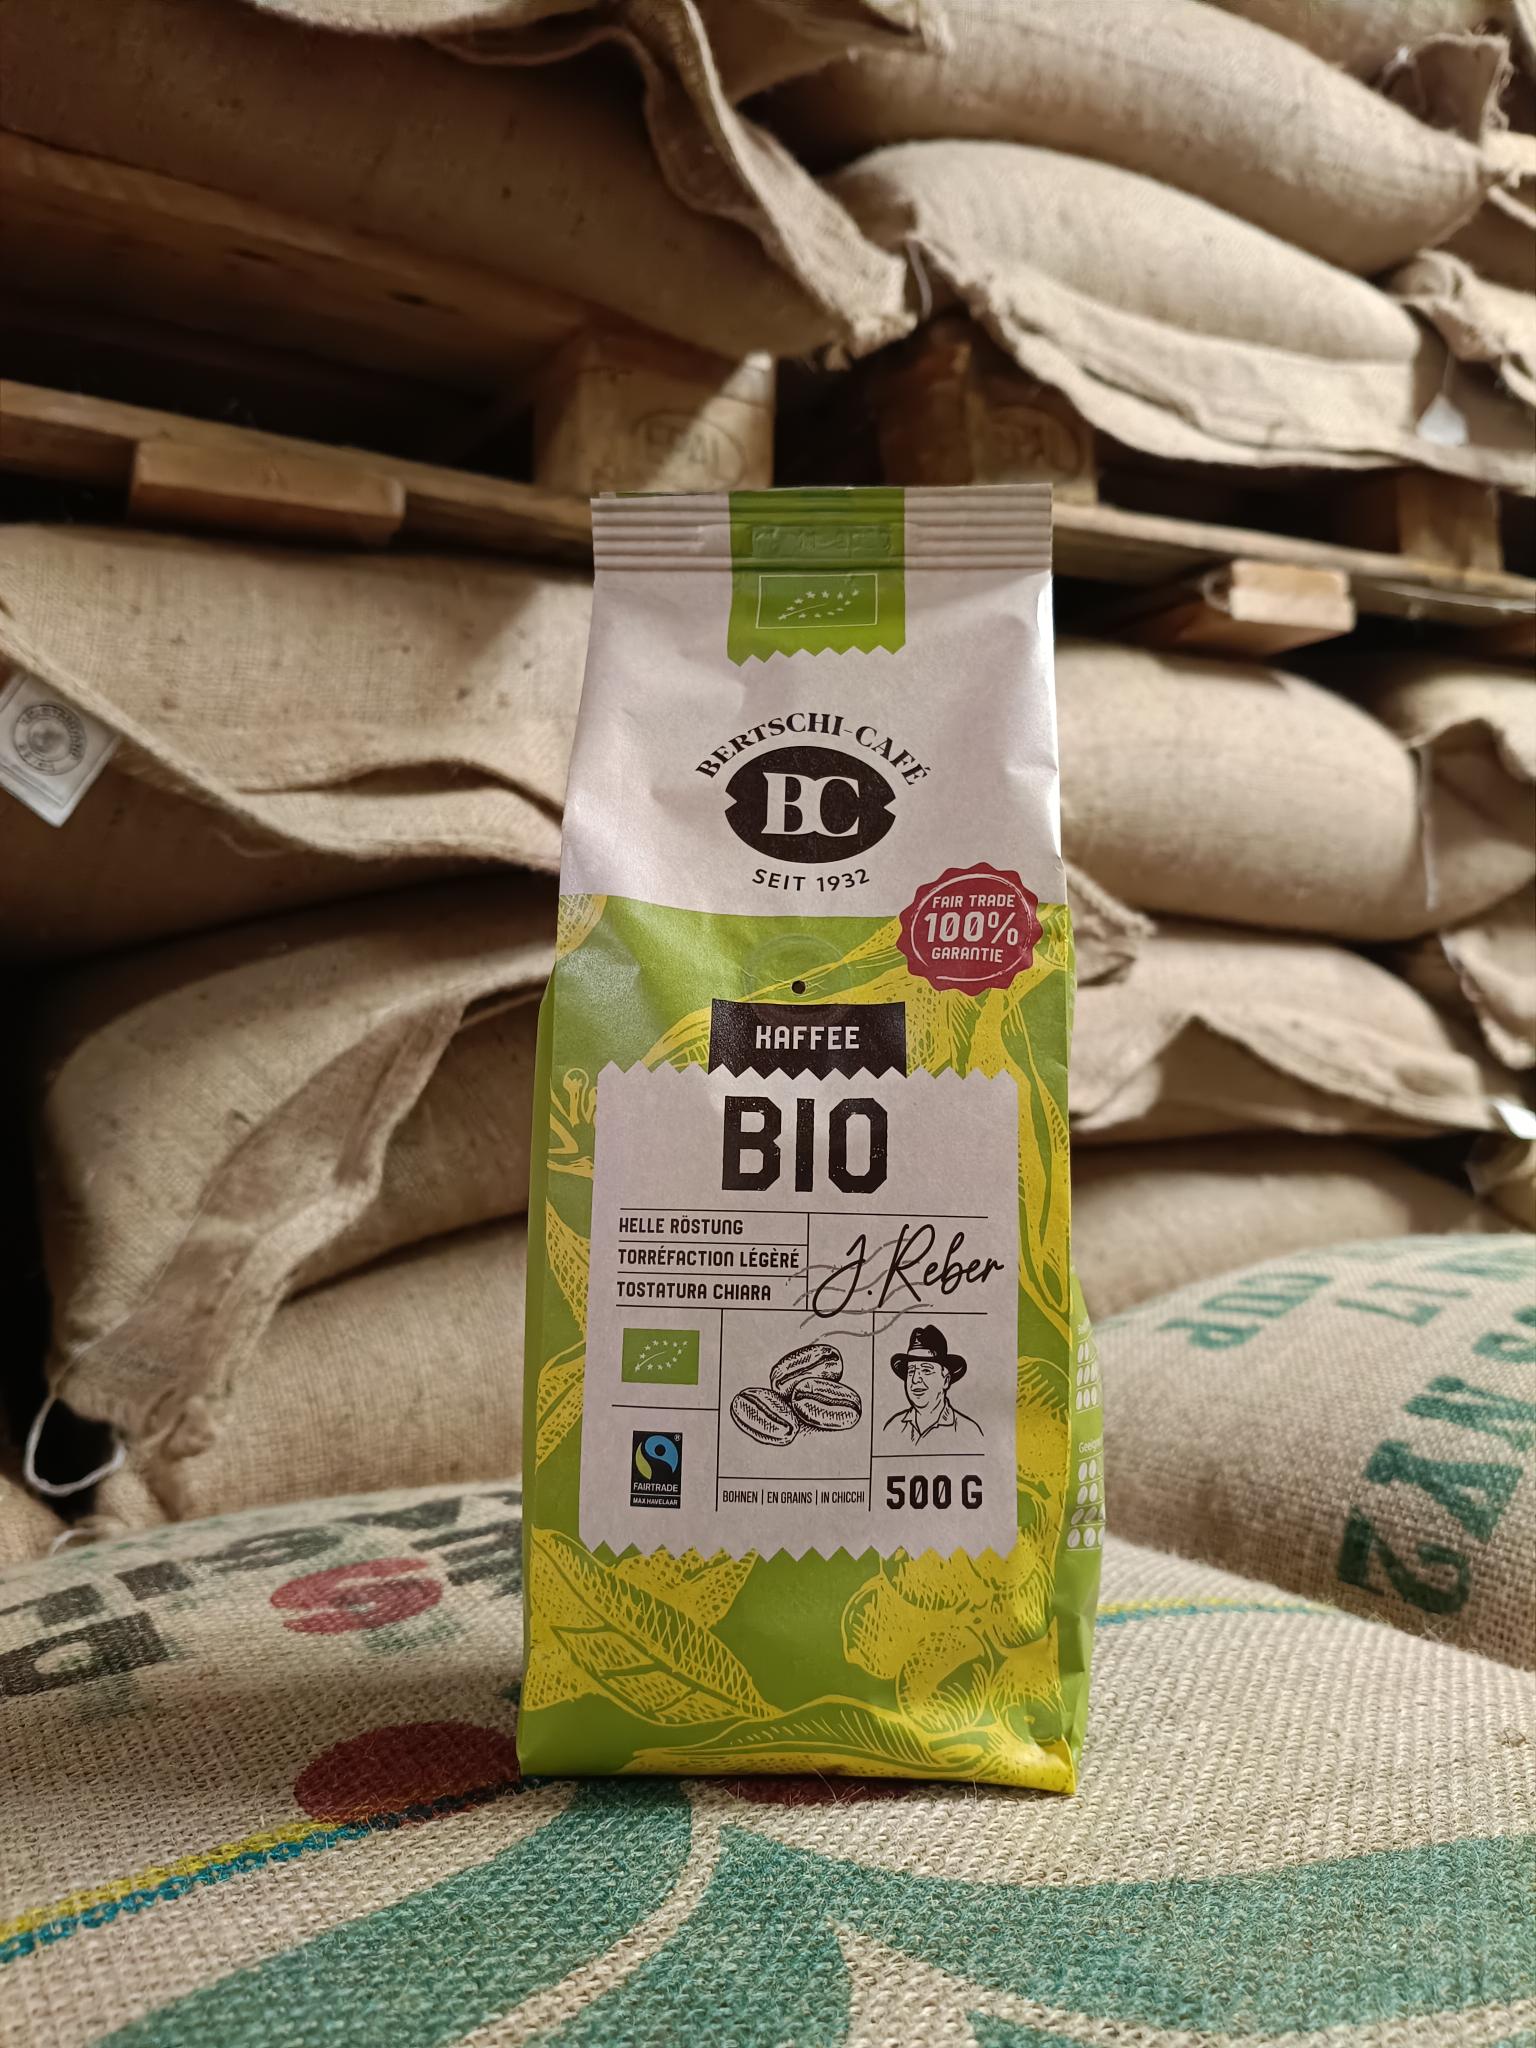 BERTSCHI-CAFÉ
BC
SEIT 1932
FAIR TRADE
100%
GARANTIE
KAFFEE
BIO
HELLE RÖSTUNG
TORRÉFACTION LÉGÈRÉ
TOSTATURA CHIARA
J. Reber
FAIRTRADE
MAX HAVELAAR
BOHNEN | EN GRAINS | IN CHICCHI
500 G